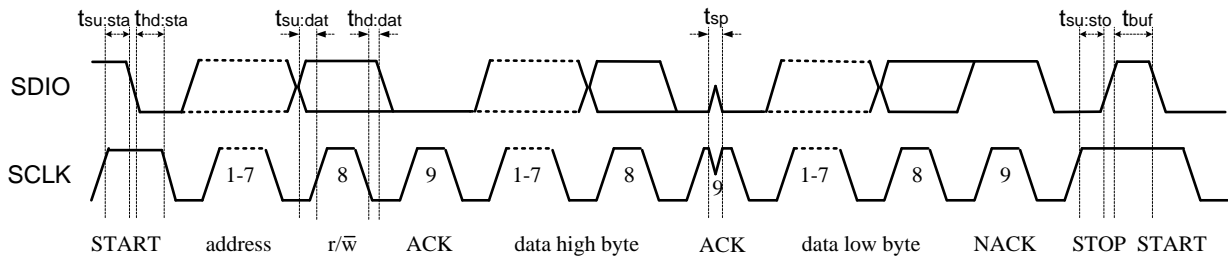 tsu:sta thd:sta tsu:dat thd:dat tsp tsu:sto tbuf
SDIO
SCLK
1-7 8 9 1-7 8 9 1-7 8 9
START address r/w̅ ACK data high byte ACK data low byte NACK STOP START